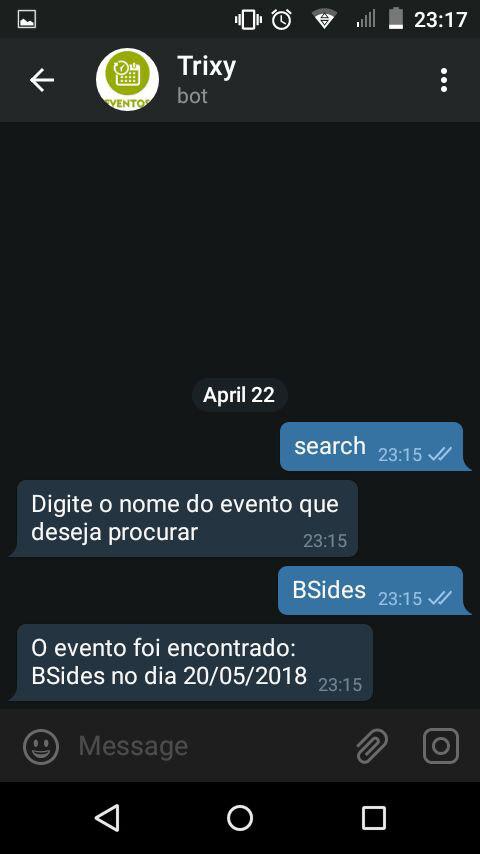 23:17
Trixy
bot
EVENTOS
April 22
search 23:15
Digite o nome do evento que
deseja procurar 23:15
BSides 23:15
O evento foi encontrado:
BSides no dia 20/05/2018 23:15
Message